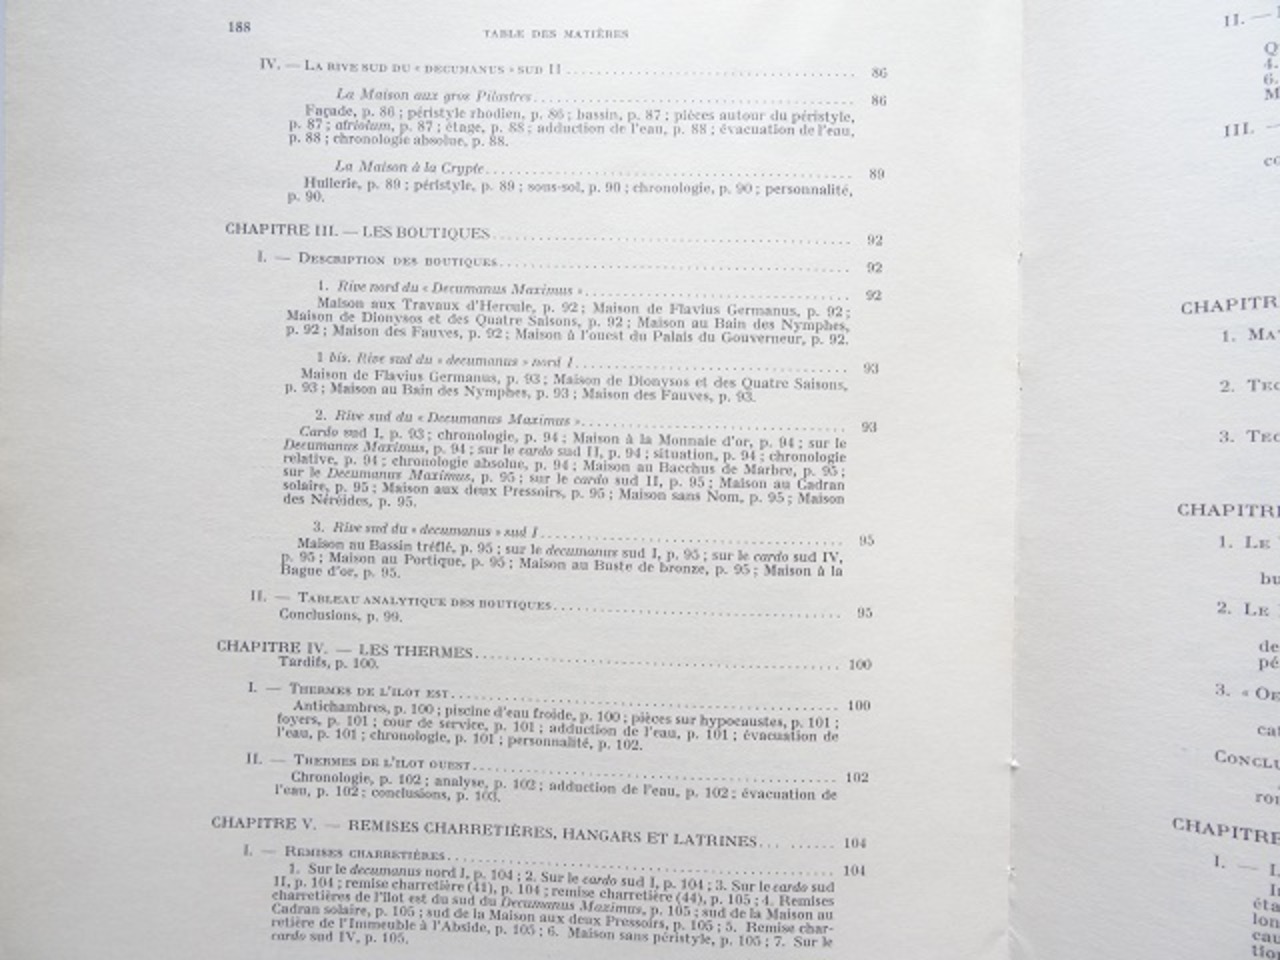 188
TABLE DES MATIÈRES
IV. — La rive sud du « decumanus » sud II 86
La Maison aux gros Pilastres 86
Façade, p. 86 ; péristyle rhodien, p. 86 ; bassin, p. 87 ; pièces autour du péristyle,
p. 87 ; atriolum, p. 87 ; étage, p. 88 ; adduction de l'eau, p. 88 ; évacuation de l'eau,
p. 88 ; chronologie absolue, p. 88.
La Maison à la Crypte 89
Huilerie, p. 89 ; péristyle, p. 89 ; sous-sol, p. 90 ; chronologie, p. 90 ; personnalité,
p. 90.
CHAPITRE III. — LES BOUTIQUES 92
I. — Description des boutiques 92
1. Rive nord du « Decumanus Maximus » 92
Maison aux Travaux d'Hercule, p. 92 ; Maison de Flavius Germanus, p. 92 ;
Maison de Dionysos et des Quatre Saisons, p. 92 ; Maison au Bain des Nymphes,
p. 92 ; Maison des Fauves, p. 92 ; Maison à l'ouest du Palais du Gouverneur, p. 92.
1 bis. Rive sud du « decumanus » nord I 93
Maison de Flavius Germanus, p. 93 ; Maison de Dionysos et des Quatre Saisons,
p. 93 ; Maison au Bain des Nymphes, p. 93 ; Maison des Fauves, p. 93.
2. Rive sud du « Decumanus Maximus » 93
Cardo sud I, p. 93 ; chronologie, p. 94 ; Maison à la Monnaie d'or, p. 94 ; sur le
Decumanus Maximus, p. 94 ; sur le cardo sud II, p. 94 ; situation, p. 94 ; chronologie
relative, p. 94 ; chronologie absolue, p. 94 ; Maison au Bacchus de Marbre, p. 95 ;
sur le Decumanus Maximus, p. 95 ; sur le cardo sud II, p. 95 ; Maison au Cadran
solaire, p. 95 ; Maison aux deux Pressoirs, p. 95 ; Maison sans Nom, p. 95 ; Maison
des Néréides, p. 95.
3. Rive sud du « decumanus » sud I 95
Maison au Bassin tréflé, p. 95 ; sur le decumanus sud I, p. 95 ; sur le cardo sud IV,
p. 95 ; Maison au Portique, p. 95 ; Maison au Buste de bronze, p. 95 ; Maison à la
Bague d'or, p. 95.
II. — Tableau analytique des boutiques 95
Conclusions, p. 99.
CHAPITRE IV. — LES THERMES 100
Tardifs, p. 100.
I. — Thermes de l'ilot est 100
Antichambres, p. 100 ; piscine d'eau froide, p. 100 ; pièces sur hypocaustes, p. 101 ;
foyers, p. 101 ; cour de service, p. 101 ; adduction de l'eau, p. 101 ; évacuation de
l'eau, p. 101 ; chronologie, p. 101 ; personnalité, p. 102.
II. — Thermes de l'ilot ouest 102
Chronologie, p. 102 ; analyse, p. 102 ; adduction de l'eau, p. 102 ; évacuation de
l'eau, p. 102 ; conclusions, p. 103.
CHAPITRE V. — REMISES CHARRETIÈRES, HANGARS ET LATRINES 104
I. — Remises charretières 104
1. Sur le decumanus nord I, p. 104 ; 2. Sur le cardo sud I, p. 104 ; 3. Sur le cardo sud
II, p. 104 ; remise charretière (41), p. 104 ; remise charretière (44), p. 105 ; 4. Remises
charretières de l'îlot est du sud du Decumanus Maximus, p. 105 ; sud de la Maison au
Cadran solaire, p. 105 ; sud de la Maison aux deux Pressoirs, p. 105 ; 5. Remise char-
retière de l'Immeuble à l'Abside, p. 105 ; 6. Maison sans péristyle, p. 105 ; 7. Sur le
cardo sud IV, p. 105.
II. —
Q
4.
6.
M
III. —
co
CHAPITR
1. Ma
2. Tec
3. Tec
CHAPITRE
1. Le
bu
2. Le
de
pé
3. « Op
cat
Conclu
ron
CHAPITRE
I. —
éta
lon
cau
tion